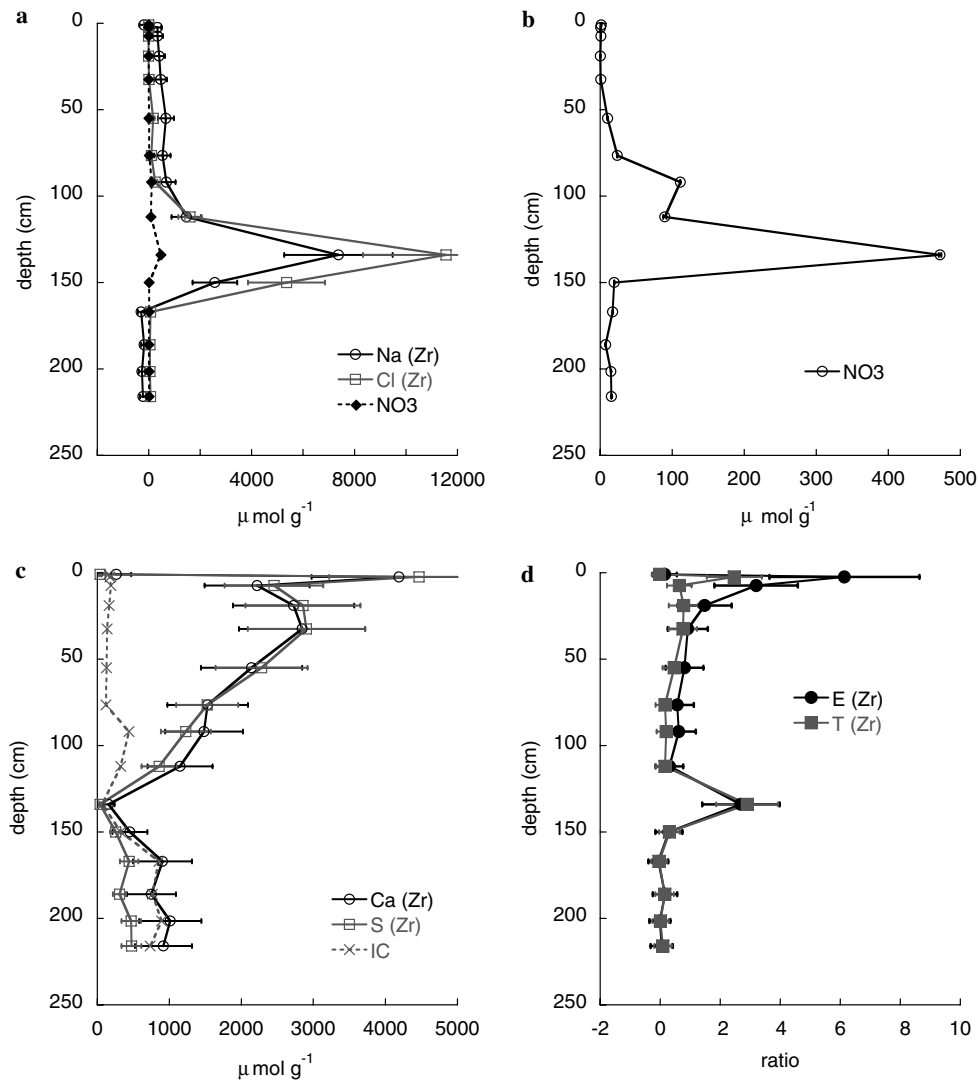 a
0
50
100
150
200
250
depth (cm)
0 4000 8000 12000
μ mol g-1
Na (Zr)
Cl (Zr)
NO3
b
0
50
100
150
200
250
depth (cm)
0 100 200 300 400 500
μ mol g-1
NO3
c
0
50
100
150
200
250
depth (cm)
0 1000 2000 3000 4000 5000
μ mol g-1
Ca (Zr)
S (Zr)
IC
d
0
50
100
150
200
250
depth (cm)
-2 0 2 4 6 8 10
ratio
E (Zr)
T (Zr)